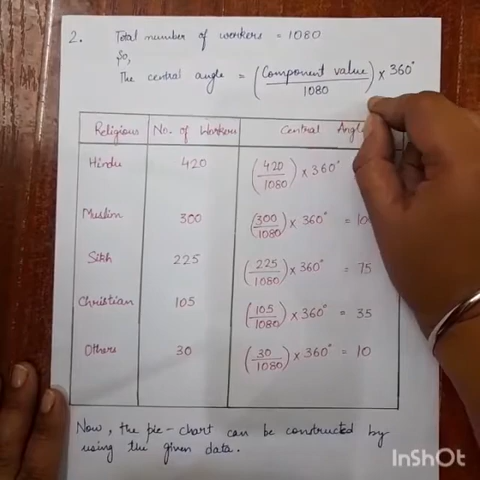 2. Total number of workers = 1080
So,
The central angle = (Component value / 1080) × 360°
Religious No. of Workers Central Angle
Hindu 420 (420/1080) × 360°
Muslim 300 (300/1080) × 360° = 10
Sikh 225 (225/1080) × 360° = 75
Christian 105 (105/1080) × 360° = 35
Others 30 (30/1080) × 360° = 10
Now, the pie-chart can be constructed by
using the given data.
InShOt